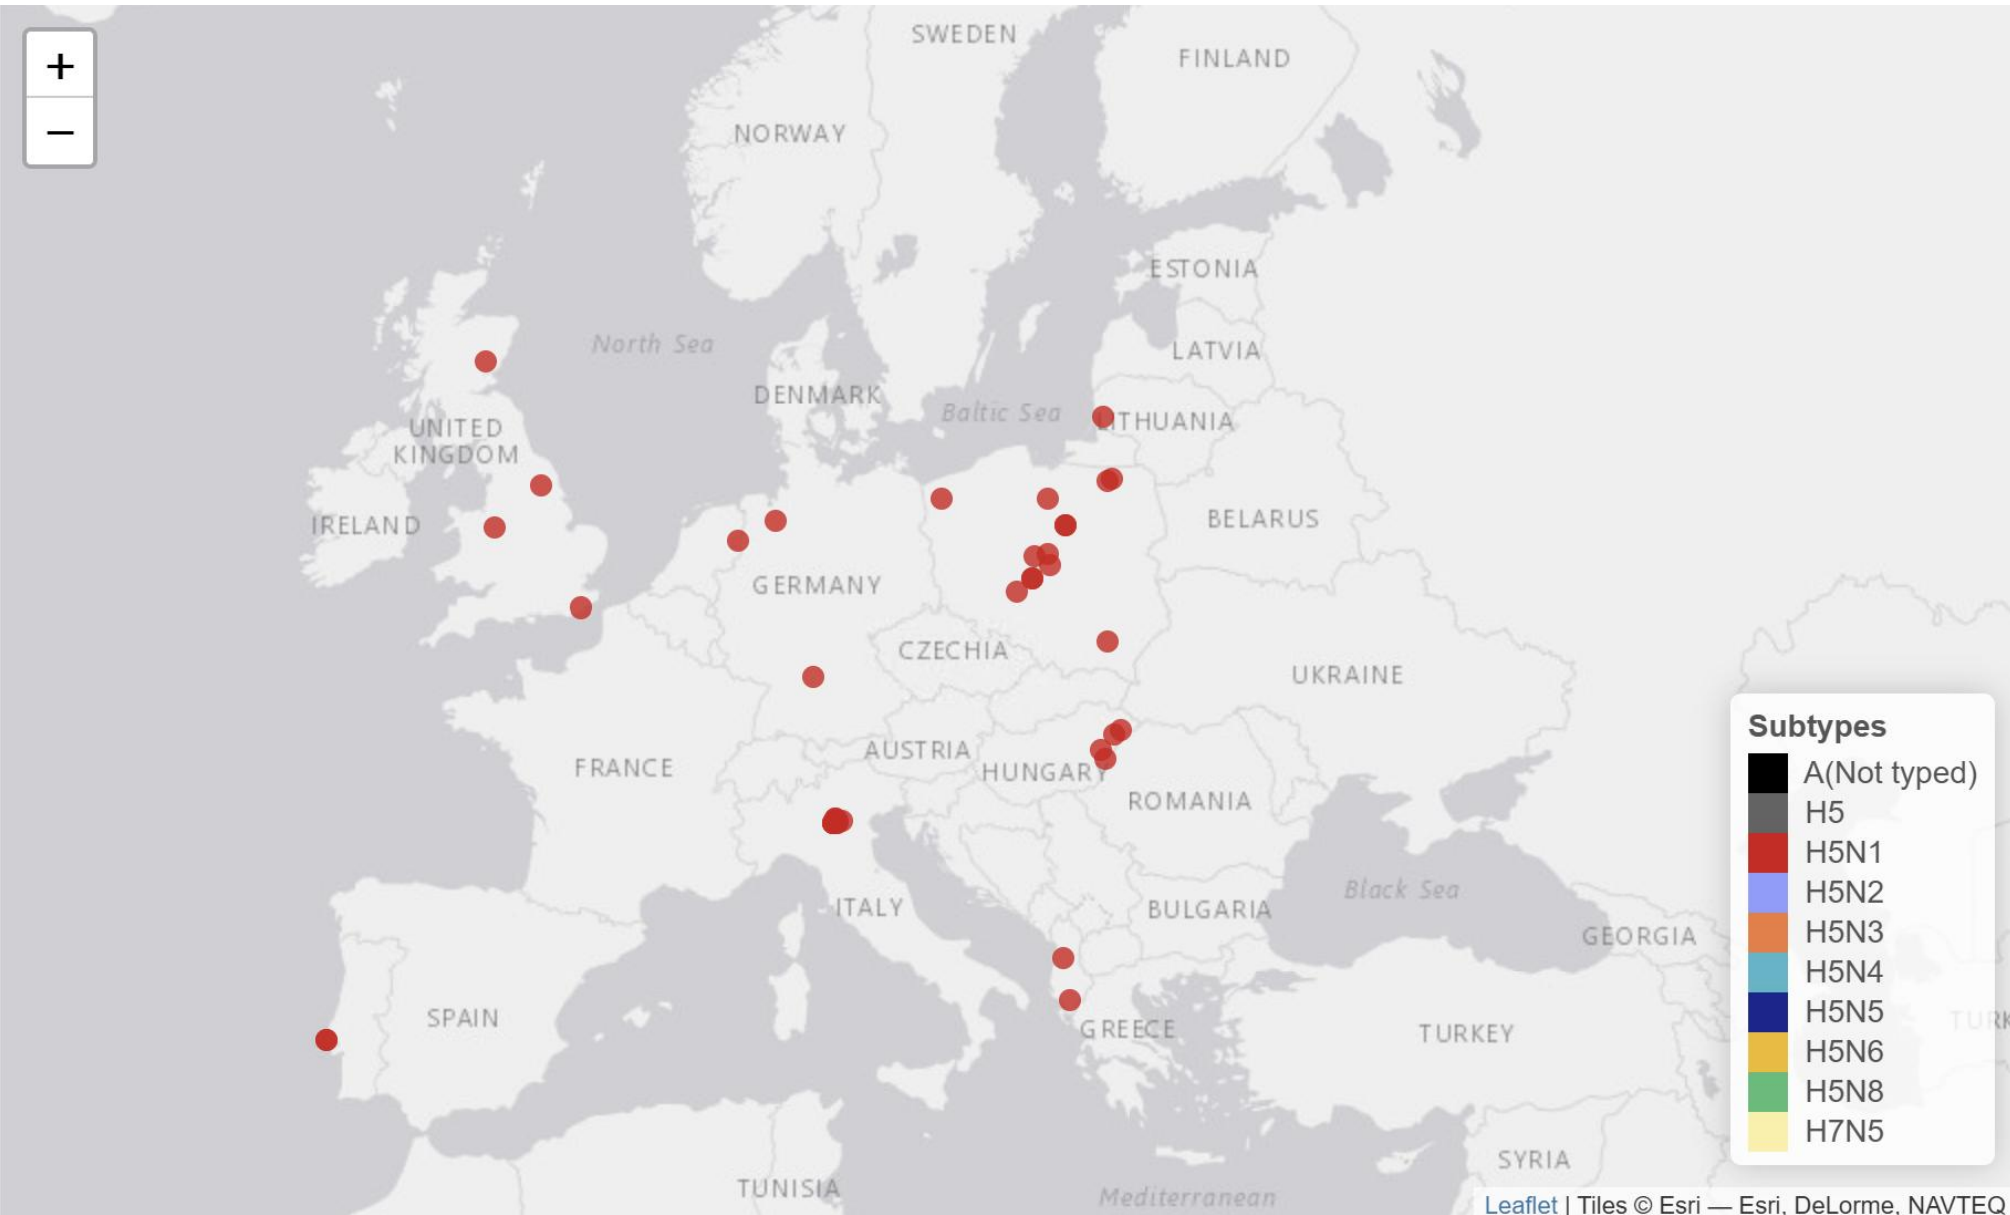 +
−
SWEDEN
FINLAND
NORWAY
ESTONIA
North Sea
LATVIA
DENMARK
Baltic Sea
LITHUANIA
UNITED
KINGDOM
IRELAND
BELARUS
GERMANY
CZECHIA
UKRAINE
AUSTRIA
FRANCE
HUNGARY
ROMANIA
Black Sea
ITALY
BULGARIA
GEORGIA
SPAIN
GREECE
TURKEY
TURK
SYRIA
TUNISIA
Mediterranean
Subtypes
A(Not typed)
H5
H5N1
H5N2
H5N3
H5N4
H5N5
H5N6
H5N8
H7N5
Leaflet | Tiles © Esri — Esri, DeLorme, NAVTEQ